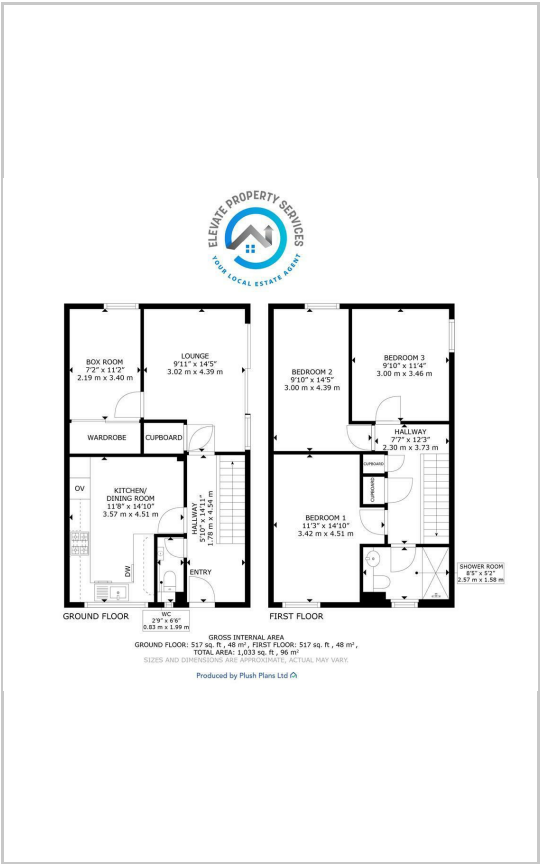 ELEVATE PROPERTY SERVICES
YOUR LOCAL ESTATE AGENT
BOX ROOM
7'2" x 11'2"
2.19 m x 3.40 m
LOUNGE
9'11" x 14'5"
3.02 m x 4.39 m
WARDROBE
CUPBOARD
OV
KITCHEN/
DINING ROOM
11'8" x 14'10"
3.57 m x 4.51 m
HALLWAY
5'10" x 14'11"
1.78 m x 4.54 m
DW
ENTRY
GROUND FLOOR
WC
2'9" x 6'6"
0.83 m x 1.99 m
BEDROOM 2
9'10" x 14'5"
3.00 m x 4.39 m
BEDROOM 3
9'10" x 11'4"
3.00 m x 3.46 m
HALLWAY
7'7" x 12'3"
2.30 m x 3.73 m
CUPBOARD
CUPBOARD
BEDROOM 1
11'3" x 14'10"
3.42 m x 4.51 m
SHOWER ROOM
8'5" x 5'2"
2.57 m x 1.58 m
FIRST FLOOR
GROSS INTERNAL AREA
GROUND FLOOR: 517 sq. ft , 48 m², FIRST FLOOR: 517 sq. ft , 48 m² ,
TOTAL AREA: 1,033 sq. ft , 96 m²
SIZES AND DIMENSIONS ARE APPROXIMATE, ACTUAL MAY VARY.
Produced by Plush Plans Ltd